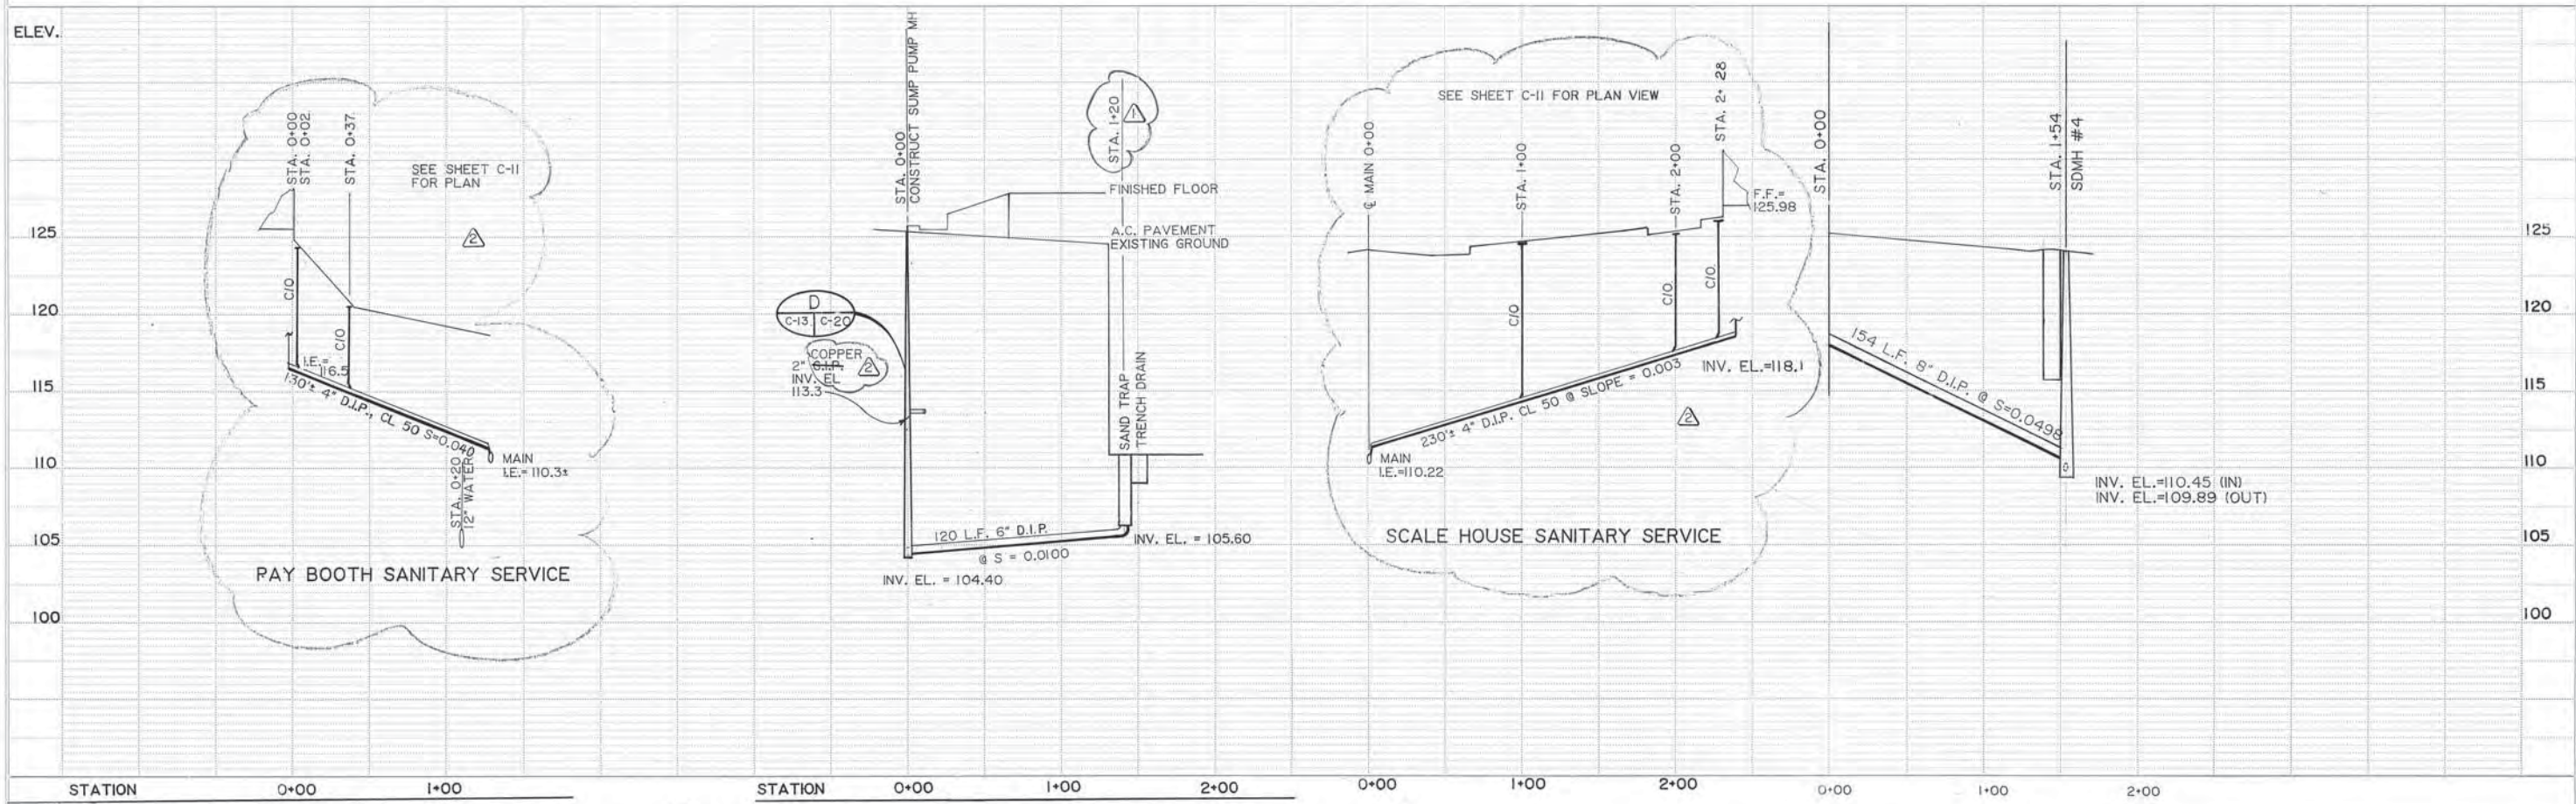 ELEV.
125
120
115
110
105
100
STA. 0+00
STA. 0+02
STA. 0+37
SEE SHEET C-11
FOR PLAN
2
C/O
C/O
I.E.=
116.5
130'± 4" D.I.P., CL 50 S=0.040
MAIN
I.E.= 110.3±
STA. 0+20
12" WATER
PAY BOOTH SANITARY SERVICE
STATION
0+00
1+00
STA. 0+00
CONSTRUCT SUMP PUMP MH
STA. 1+20
1
FINISHED FLOOR
A.C. PAVEMENT
EXISTING GROUND
D
C-13 C-20
COPPER
2" G.I.P. 2
INV. EL
113.3
SAND TRAP
TRENCH DRAIN
120 L.F. 6" D.I.P.
@ S = 0.0100
INV. EL. = 105.60
INV. EL. = 104.40
STATION
0+00
1+00
2+00
SEE SHEET C-11 FOR PLAN VIEW
℄ MAIN 0+00
STA. 1+00
STA. 2+00
STA. 2+ 28
F.F.=
125.98
C/O
C/O
C/O
230'± 4" D.I.P. CL 50 @ SLOPE = 0.003
INV. EL.=118.1
2
MAIN
I.E.=110.22
SCALE HOUSE SANITARY SERVICE
0+00
1+00
2+00
STA. 0+00
STA. 1+54
SDMH #4
154 L.F. 8" D.I.P. @ S=0.0498
INV. EL.=110.45 (IN)
INV. EL.=109.89 (OUT)
0+00
1+00
2+00
125
120
115
110
105
100